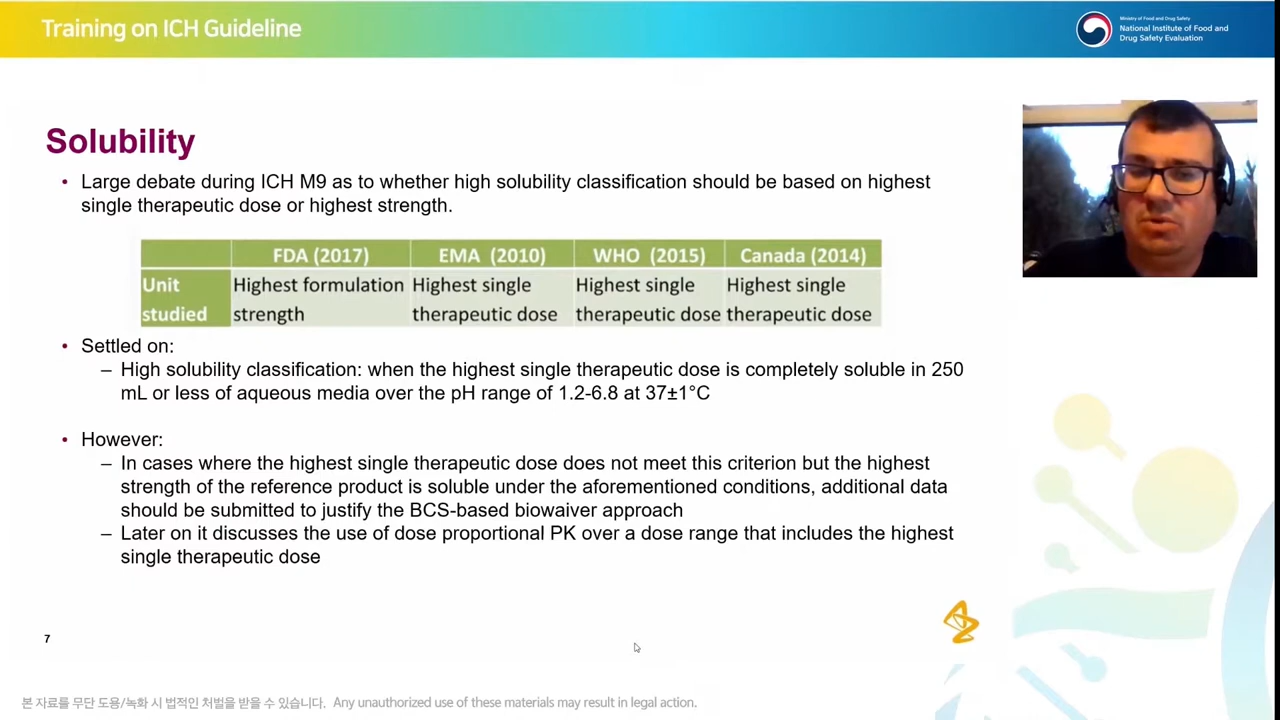 Training on ICH Guideline
Ministry of Food and Drug Safety
National Institute of Food and
Drug Safety Evaluation
Solubility
• Large debate during ICH M9 as to whether high solubility classification should be based on highest
single therapeutic dose or highest strength.
FDA (2017) EMA (2010) WHO (2015) Canada (2014)
Unit Highest formulation Highest single Highest single Highest single
studied strength therapeutic dose therapeutic dose therapeutic dose
• Settled on:
– High solubility classification: when the highest single therapeutic dose is completely soluble in 250
mL or less of aqueous media over the pH range of 1.2-6.8 at 37±1°C
• However:
– In cases where the highest single therapeutic dose does not meet this criterion but the highest
strength of the reference product is soluble under the aforementioned conditions, additional data
should be submitted to justify the BCS-based biowaiver approach
– Later on it discusses the use of dose proportional PK over a dose range that includes the highest
single therapeutic dose
7
본 자료를 무단 도용/녹화 시 법적인 처벌을 받을 수 있습니다. Any unauthorized use of these materials may result in legal action.